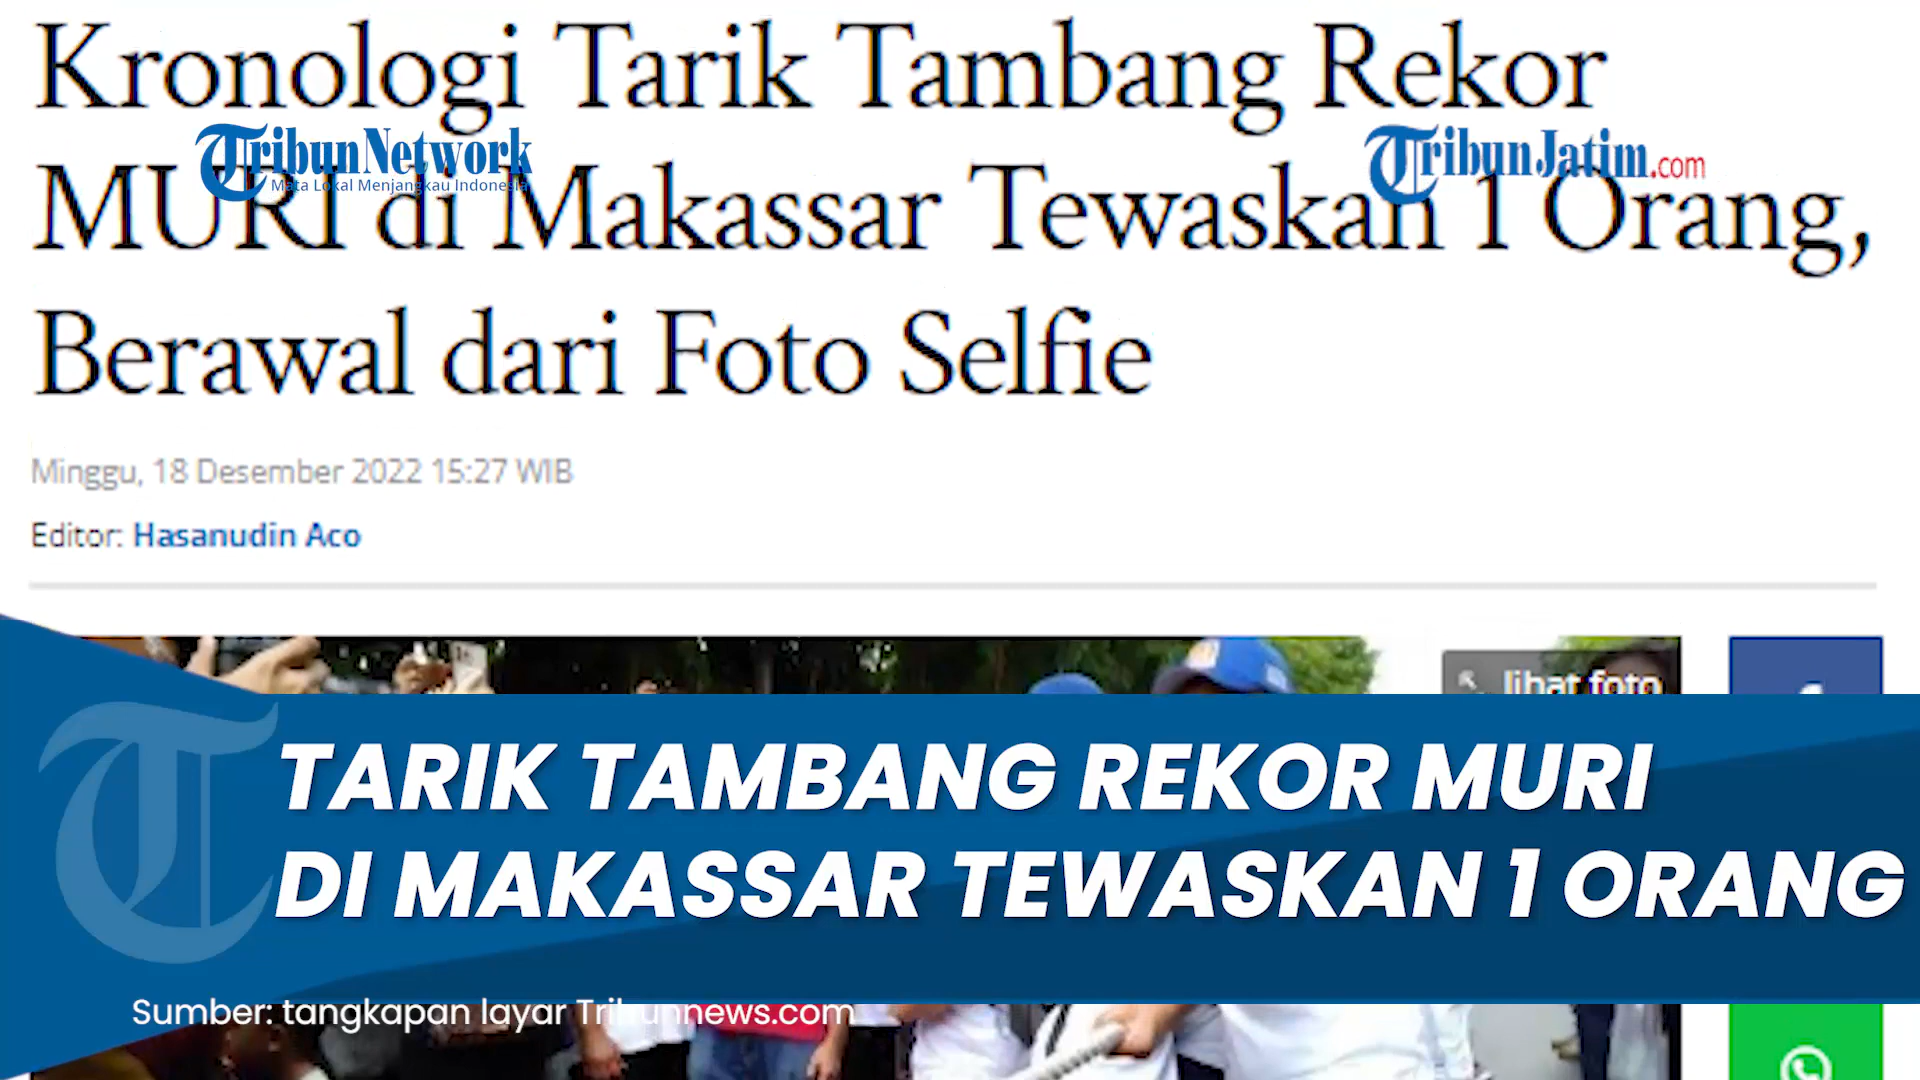 Kronologi Tarik Tambang Rekor
TribunNetwork
Mata Lokal Menjangkau Indonesia
TribunJatim.com
MURI di Makassar Tewaskan 1 Orang,
Berawal dari Foto Selfie
Minggu, 18 Desember 2022 15:27 WIB
Editor: Hasanudin Aco
lihat foto
TARIK TAMBANG REKOR MURI
DI MAKASSAR TEWASKAN 1 ORANG
Sumber: tangkapan layar Tribunnews.com